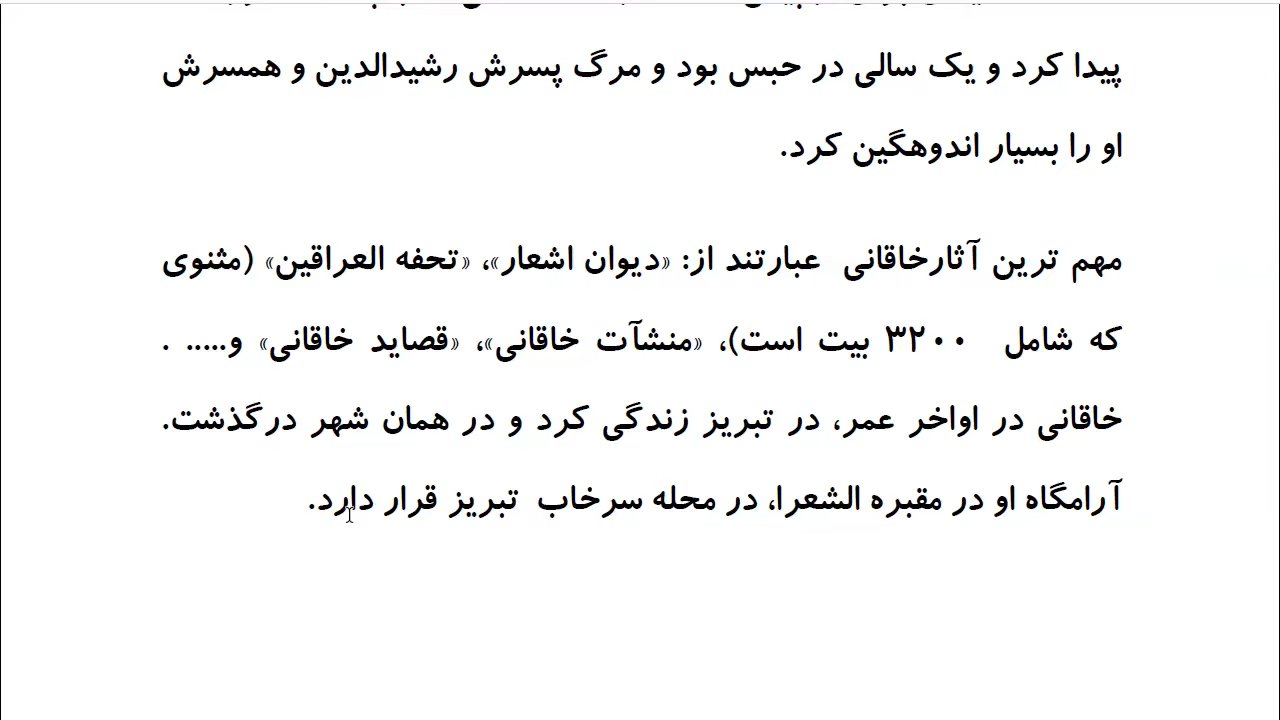 پیدا کرد و یک سالی در حبس بود و مرگ پسرش رشیدالدین و همسرش
او را بسیار اندوهگین کرد.
مهم ترین آثارخاقانی عبارتند از: «دیوان اشعار»، «تحفه العراقین» (مثنوی
که شامل ۳۲۰۰ بیت است)، «منشآت خاقانی»، «قصاید خاقانی» و..... .
خاقانی در اواخر عمر، در تبریز زندگی کرد و در همان شهر درگذشت.
آرامگاه او در مقبره الشعرا، در محله سرخاب تبریز قرار دارد.